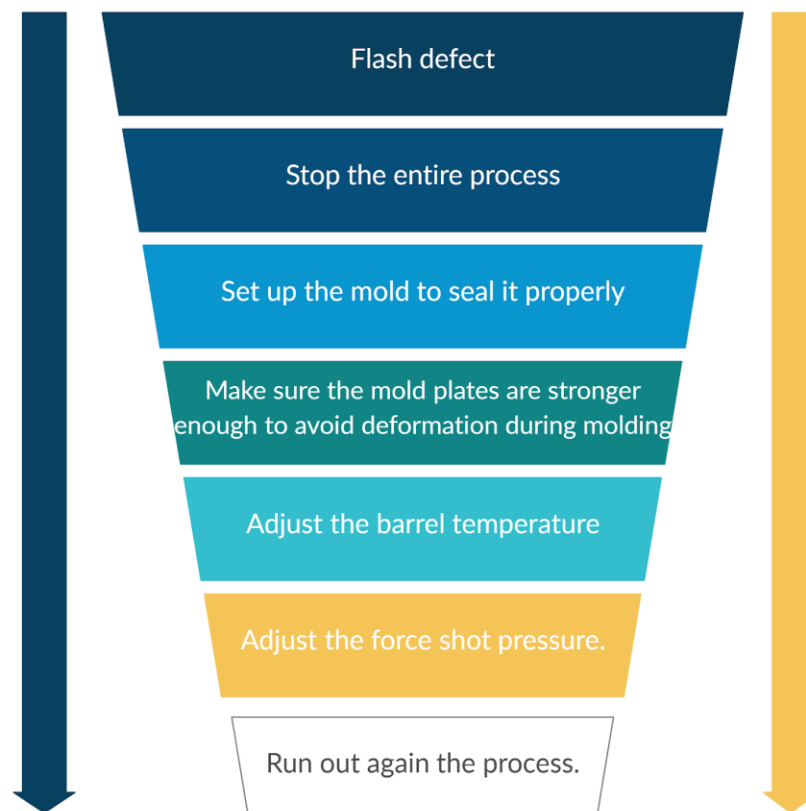 Flash defect
Stop the entire process
Set up the mold to seal it properly
Make sure the mold plates are stronger
enough to avoid deformation during molding
Adjust the barrel temperature
Adjust the force shot pressure.
Run out again the process.